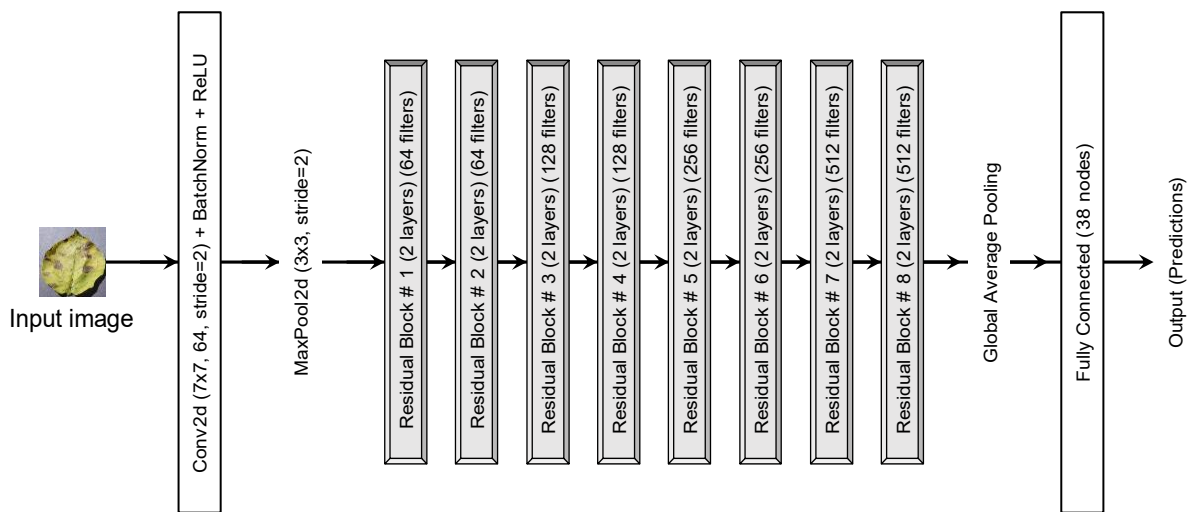 Input image
Conv2d (7x7, 64, stride=2) + BatchNorm + ReLU
MaxPool2d (3x3, stride=2)
Residual Block # 1 (2 layers) (64 filters)
Residual Block # 2 (2 layers) (64 filters)
Residual Block # 3 (2 layers) (128 filters)
Residual Block # 4 (2 layers) (128 filters)
Residual Block # 5 (2 layers) (256 filters)
Residual Block # 6 (2 layers) (256 filters)
Residual Block # 7 (2 layers) (512 filters)
Residual Block # 8 (2 layers) (512 filters)
Global Average Pooling
Fully Connected (38 nodes)
Output (Predictions)